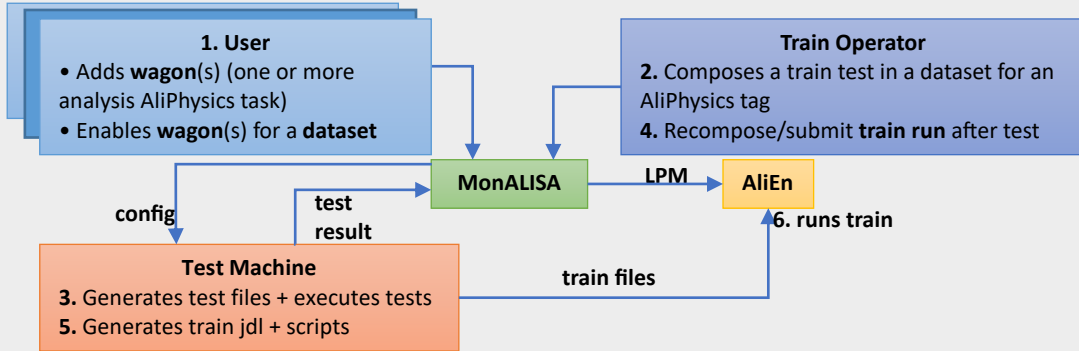 1. User
• Adds wagon(s) (one or more
analysis AliPhysics task)
• Enables wagon(s) for a dataset
Train Operator
2. Composes a train test in a dataset for an
AliPhysics tag
4. Recompose/submit train run after test
MonALISA
LPM
AliEn
config
test
result
6. runs train
Test Machine
3. Generates test files + executes tests
5. Generates train jdl + scripts
train files